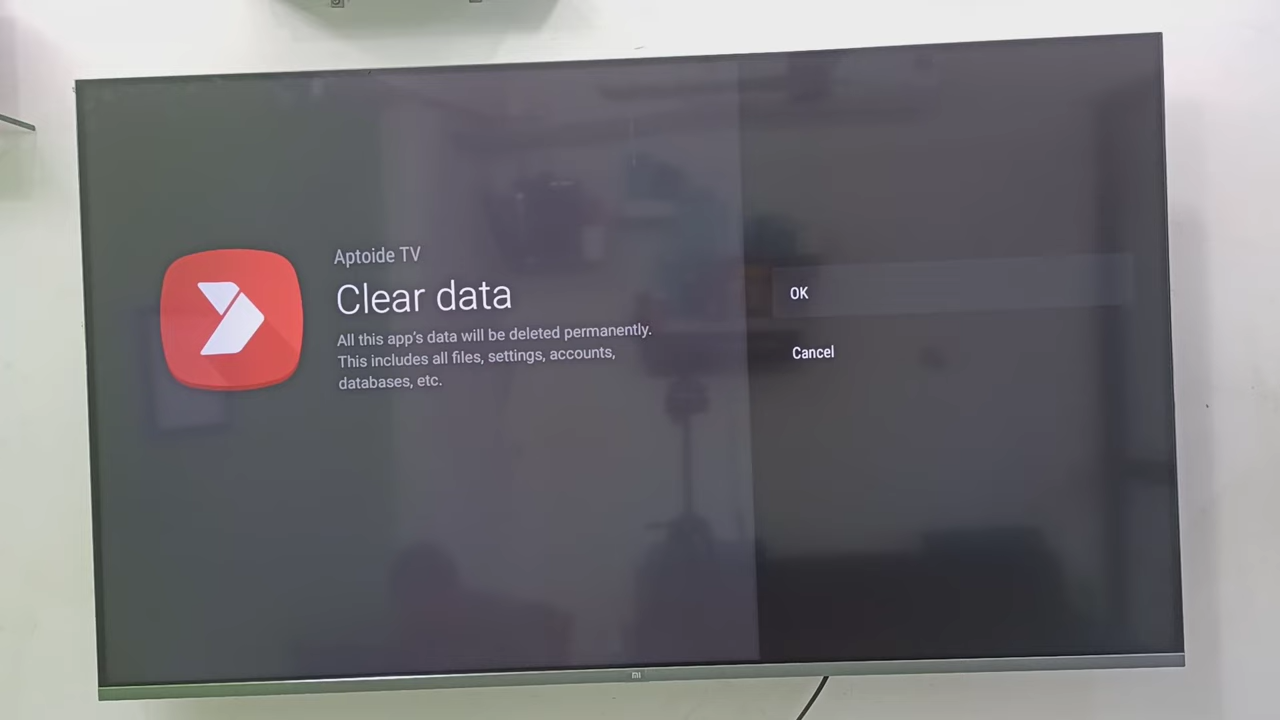 Aptoide TV
Clear data
All this app's data will be deleted permanently.
This includes all files, settings, accounts,
databases, etc.
OK
Cancel
mi